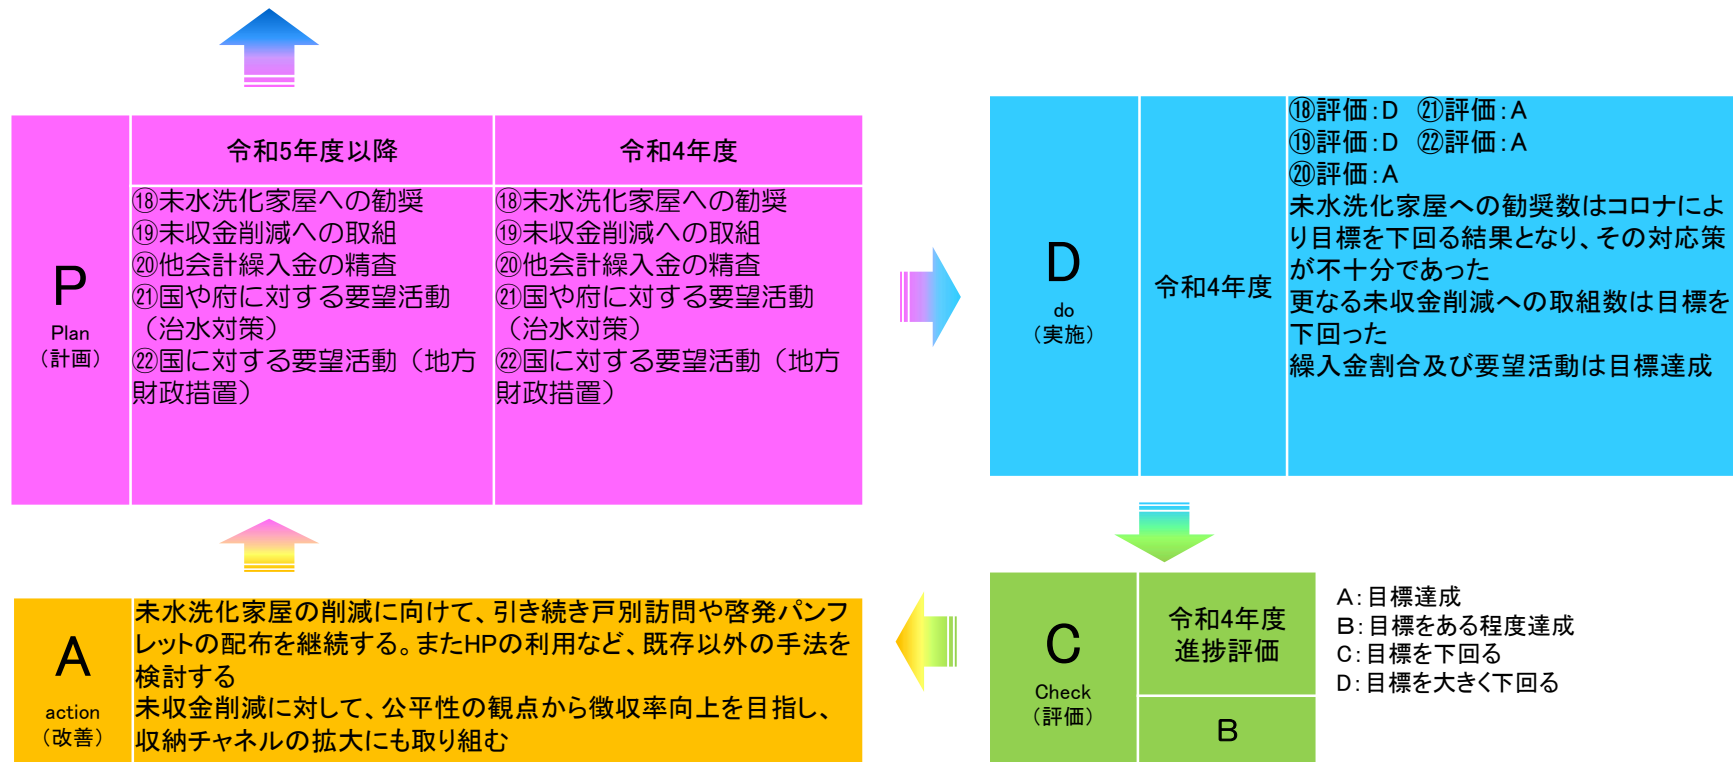 P
Plan
（計画）
令和5年度以降
⑱未水洗化家屋への勧奨
⑲未収金削減への取組
⑳他会計繰入金の精査
㉑国や府に対する要望活動
（治水対策）
㉒国に対する要望活動（地方
財政措置）
令和4年度
⑱未水洗化家屋への勧奨
⑲未収金削減への取組
⑳他会計繰入金の精査
㉑国や府に対する要望活動
（治水対策）
㉒国に対する要望活動（地方
財政措置）
D
do
（実施）
令和4年度
⑱評価：D ㉑評価：A
⑲評価：D ㉒評価：A
⑳評価：A
未水洗化家屋への勧奨数はコロナによ
り目標を下回る結果となり、その対応策
が不十分であった
更なる未収金削減への取組数は目標を
下回った
繰入金割合及び要望活動は目標達成
C
Check
（評価）
令和4年度
進捗評価
B
A：目標達成
B：目標をある程度達成
C：目標を下回る
D：目標を大きく下回る
A
action
（改善）
未水洗化家屋の削減に向けて、引き続き戸別訪問や啓発パンフ
レットの配布を継続する。またHPの利用など、既存以外の手法を
検討する
未収金削減に対して、公平性の観点から徴収率向上を目指し、
収納チャネルの拡大にも取り組む